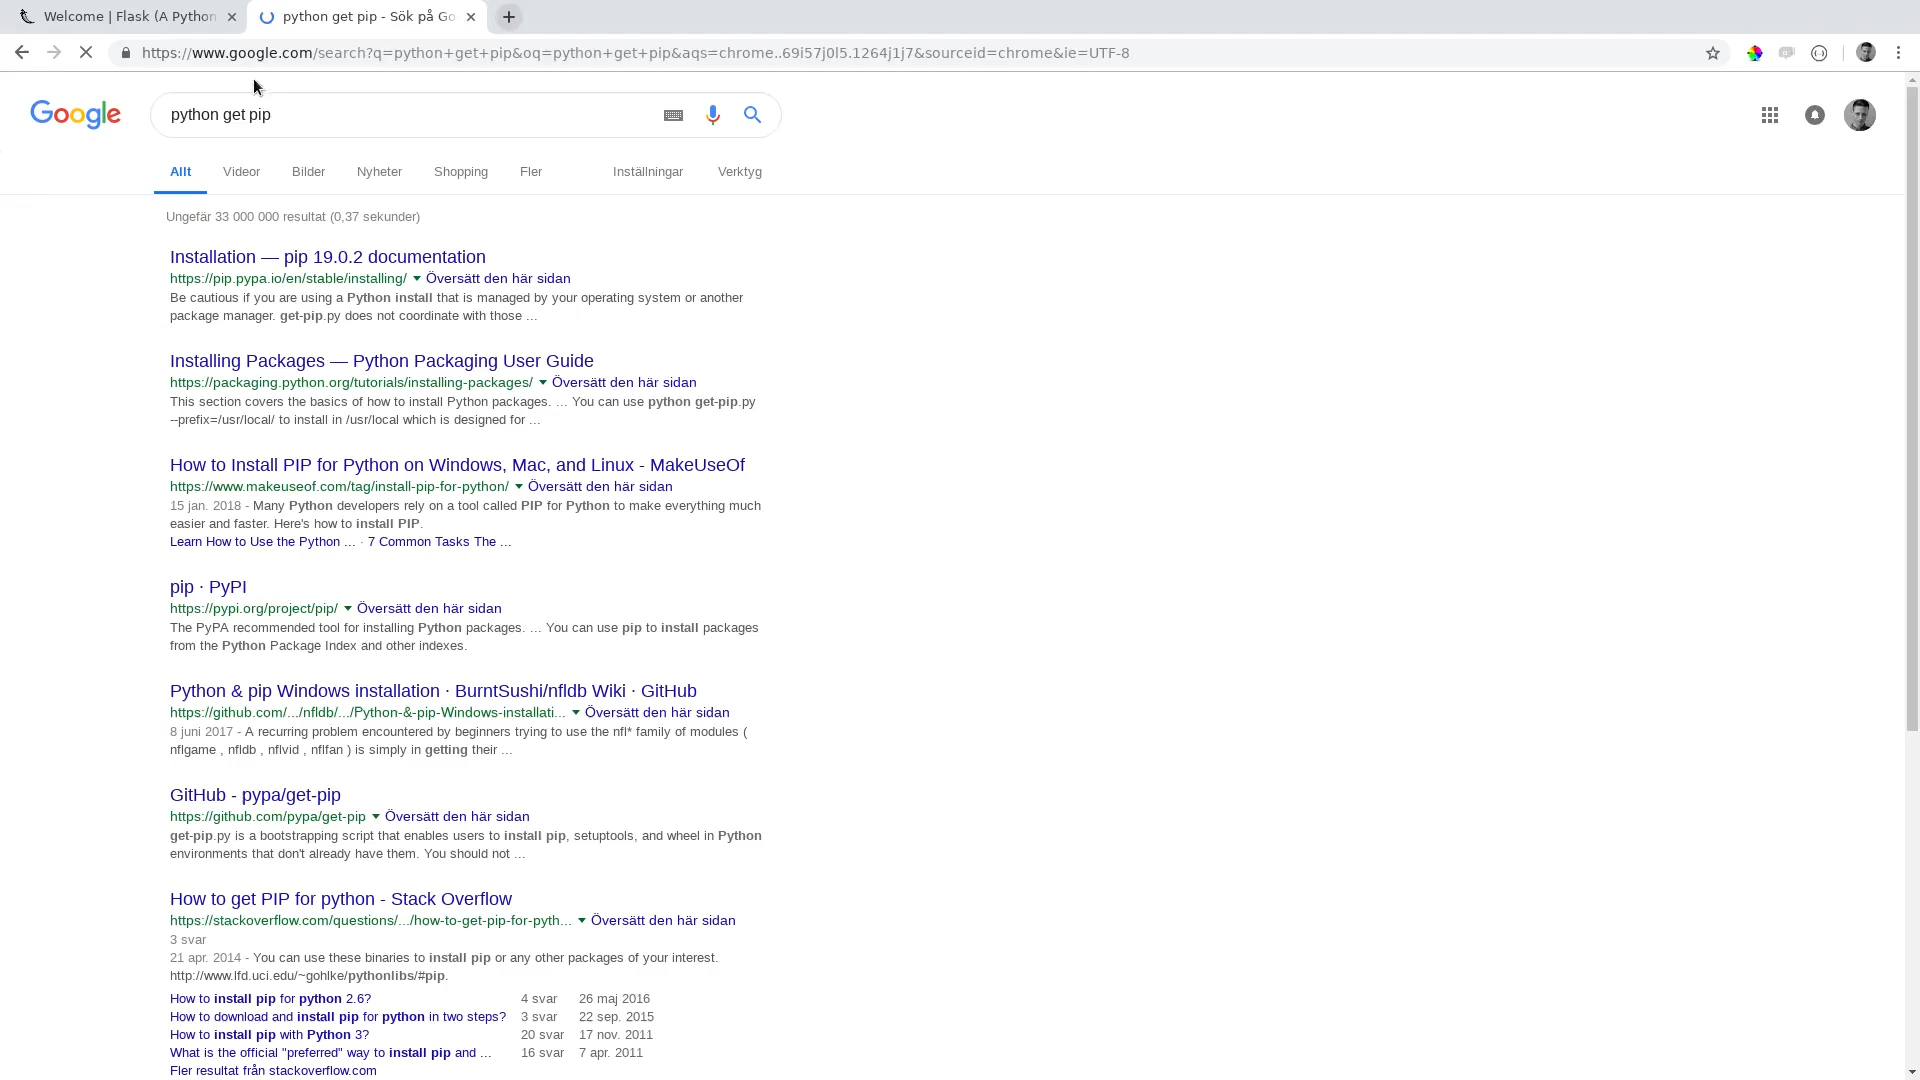 Welcome | Flask (A Python
python get pip - Sök på Go
https://www.google.com/search?q=python+get+pip&oq=python+get+pip&aqs=chrome..69i57j0l5.1264j1j7&sourceid=chrome&ie=UTF-8
Google
python get pip
Allt Videor Bilder Nyheter Shopping Fler Inställningar Verktyg
Ungefär 33 000 000 resultat (0,37 sekunder)
Installation — pip 19.0.2 documentation
https://pip.pypa.io/en/stable/installing/ Översätt den här sidan
Be cautious if you are using a Python install that is managed by your operating system or another
package manager. get-pip.py does not coordinate with those ...
Installing Packages — Python Packaging User Guide
https://packaging.python.org/tutorials/installing-packages/ Översätt den här sidan
This section covers the basics of how to install Python packages. ... You can use python get-pip.py
--prefix=/usr/local/ to install in /usr/local which is designed for ...
How to Install PIP for Python on Windows, Mac, and Linux - MakeUseOf
https://www.makeuseof.com/tag/install-pip-for-python/ Översätt den här sidan
15 jan. 2018 - Many Python developers rely on a tool called PIP for Python to make everything much
easier and faster. Here's how to install PIP.
Learn How to Use the Python ... · 7 Common Tasks The ...
pip · PyPI
https://pypi.org/project/pip/ Översätt den här sidan
The PyPA recommended tool for installing Python packages. ... You can use pip to install packages
from the Python Package Index and other indexes.
Python & pip Windows installation · BurntSushi/nfldb Wiki · GitHub
https://github.com/.../nfldb/.../Python-&-pip-Windows-installati... Översätt den här sidan
8 juni 2017 - A recurring problem encountered by beginners trying to use the nfl* family of modules (
nflgame , nfldb , nflvid , nflfan ) is simply in getting their ...
GitHub - pypa/get-pip
https://github.com/pypa/get-pip Översätt den här sidan
get-pip.py is a bootstrapping script that enables users to install pip, setuptools, and wheel in Python
environments that don't already have them. You should not ...
How to get PIP for python - Stack Overflow
https://stackoverflow.com/questions/.../how-to-get-pip-for-pyth... Översätt den här sidan
3 svar
21 apr. 2014 - You can use these binaries to install pip or any other packages of your interest.
http://www.lfd.uci.edu/~gohlke/pythonlibs/#pip.
How to install pip for python 2.6? 4 svar 26 maj 2016
How to download and install pip for python in two steps? 3 svar 22 sep. 2015
How to install pip with Python 3? 20 svar 17 nov. 2011
What is the official "preferred" way to install pip and ... 16 svar 7 apr. 2011
Fler resultat från stackoverflow.com